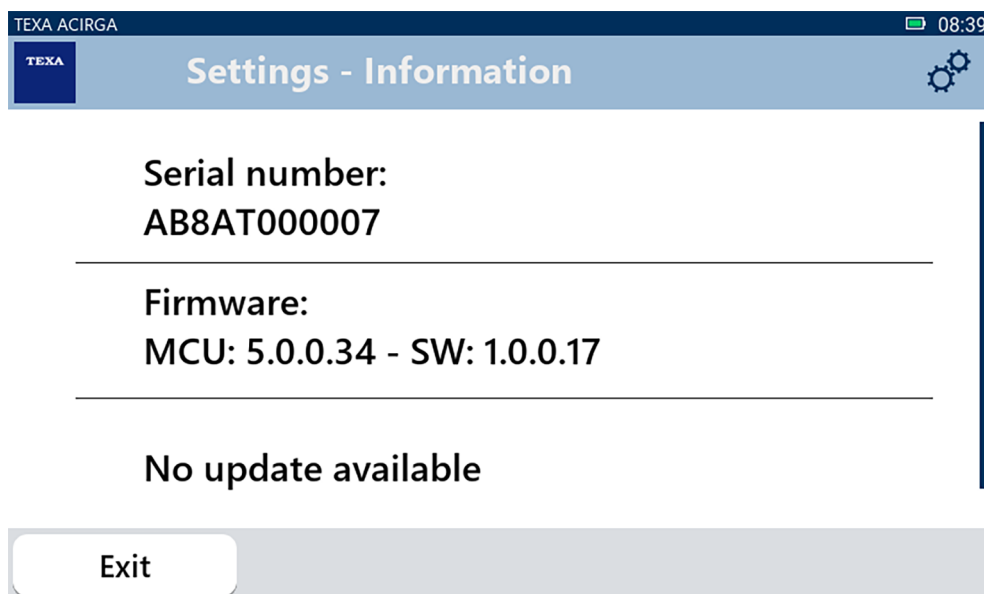 TEXA ACIRGA
08:39
TEXA
Settings - Information
Serial number:
AB8AT000007
Firmware:
MCU: 5.0.0.34 - SW: 1.0.0.17
No update available
Exit